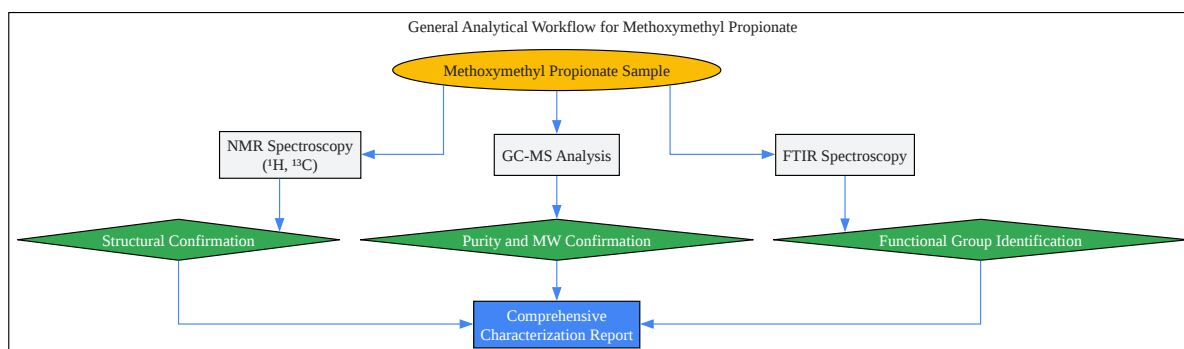 General Analytical Workflow for Methoxymethyl Propionate
Methoxymethyl Propionate Sample
NMR Spectroscopy
(¹H, ¹³C)
GC-MS Analysis
FTIR Spectroscopy
Structural Confirmation
Purity and MW Confirmation
Functional Group Identification
Comprehensive
Characterization Report